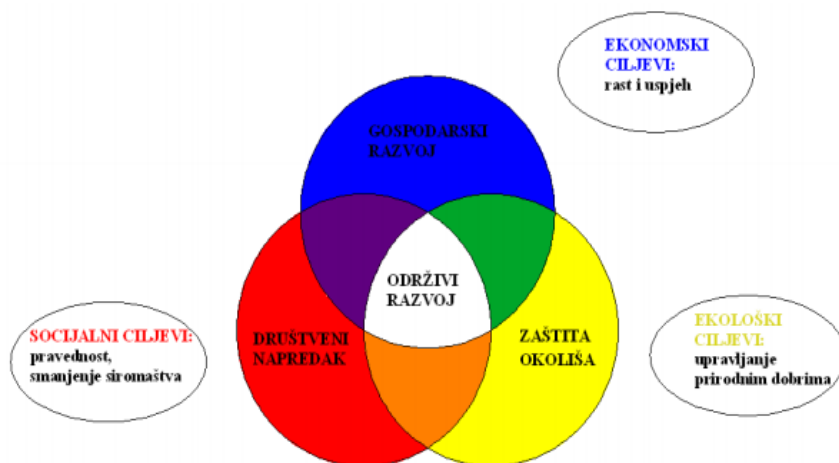 EKONOMSKI
CILJEVI:
rast i uspjeh
GOSPODARSKI
RAZVOJ
ODRŽIVI
RAZVOJ
SOCIJALNI CILJEVI:
pravednost,
smanjenje siromaštva
DRUŠTVENI
NAPREDAK
ZAŠTITA
OKOLIŠA
EKOLOŠKI
CILJEVI:
upravljanje
prirodnim dobrima